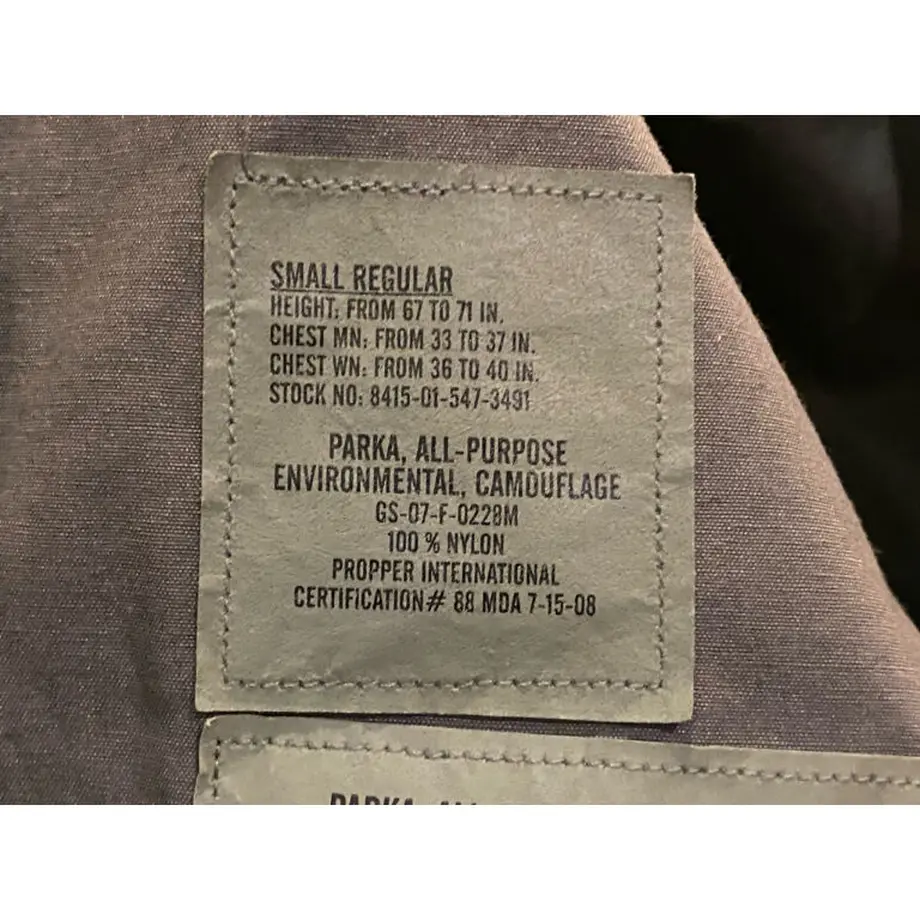 SMALL REGULAR
HEIGHT: FROM 67 TO 71 IN.
CHEST MN: FROM 33 TO 37 IN.
CHEST WN: FROM 36 TO 40 IN.
STOCK NO: 8415-01-547-3491
PARKA, ALL-PURPOSE
ENVIRONMENTAL, CAMOUFLAGE
GS-07-F-0228M
100 % NYLON
PROPPER INTERNATIONAL
CERTIFICATION# 88 MDA 7-15-08
PARKA,